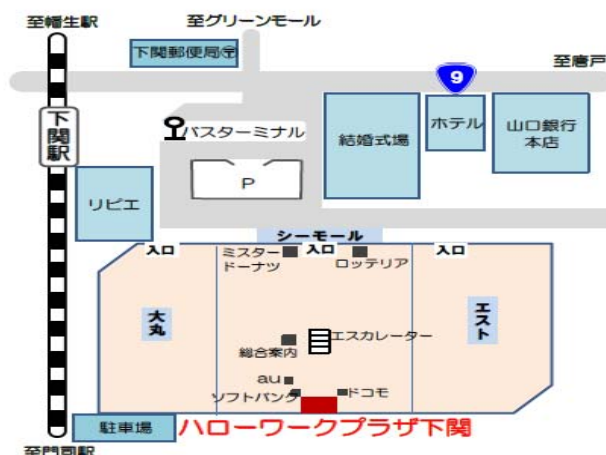 至幡生駅
至グリーンモール
下関郵便局〒
至唐戸
9
下関駅
バスターミナル
結婚式場
ホテル
山口銀行
本店
P
リピエ
シーモール
入口
入口
入口
ミスター
ドーナツ
ロッテリア
大丸
エスト
エスカレーター
総合案内
au
ソフトバンク
ドコモ
駐車場
ハローワークプラザ下関
至門司駅